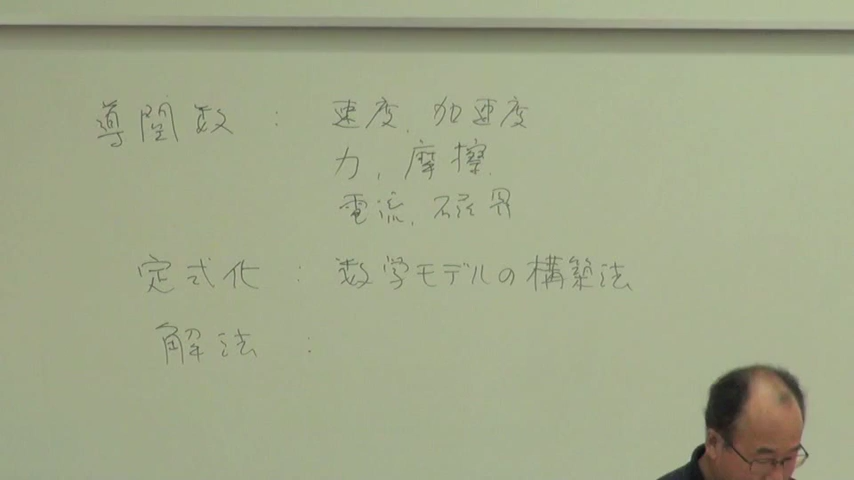 導関数 : 速度, 加速度
力, 摩擦
電流, 磁界
定式化 : 数学モデルの構築法
解法 :